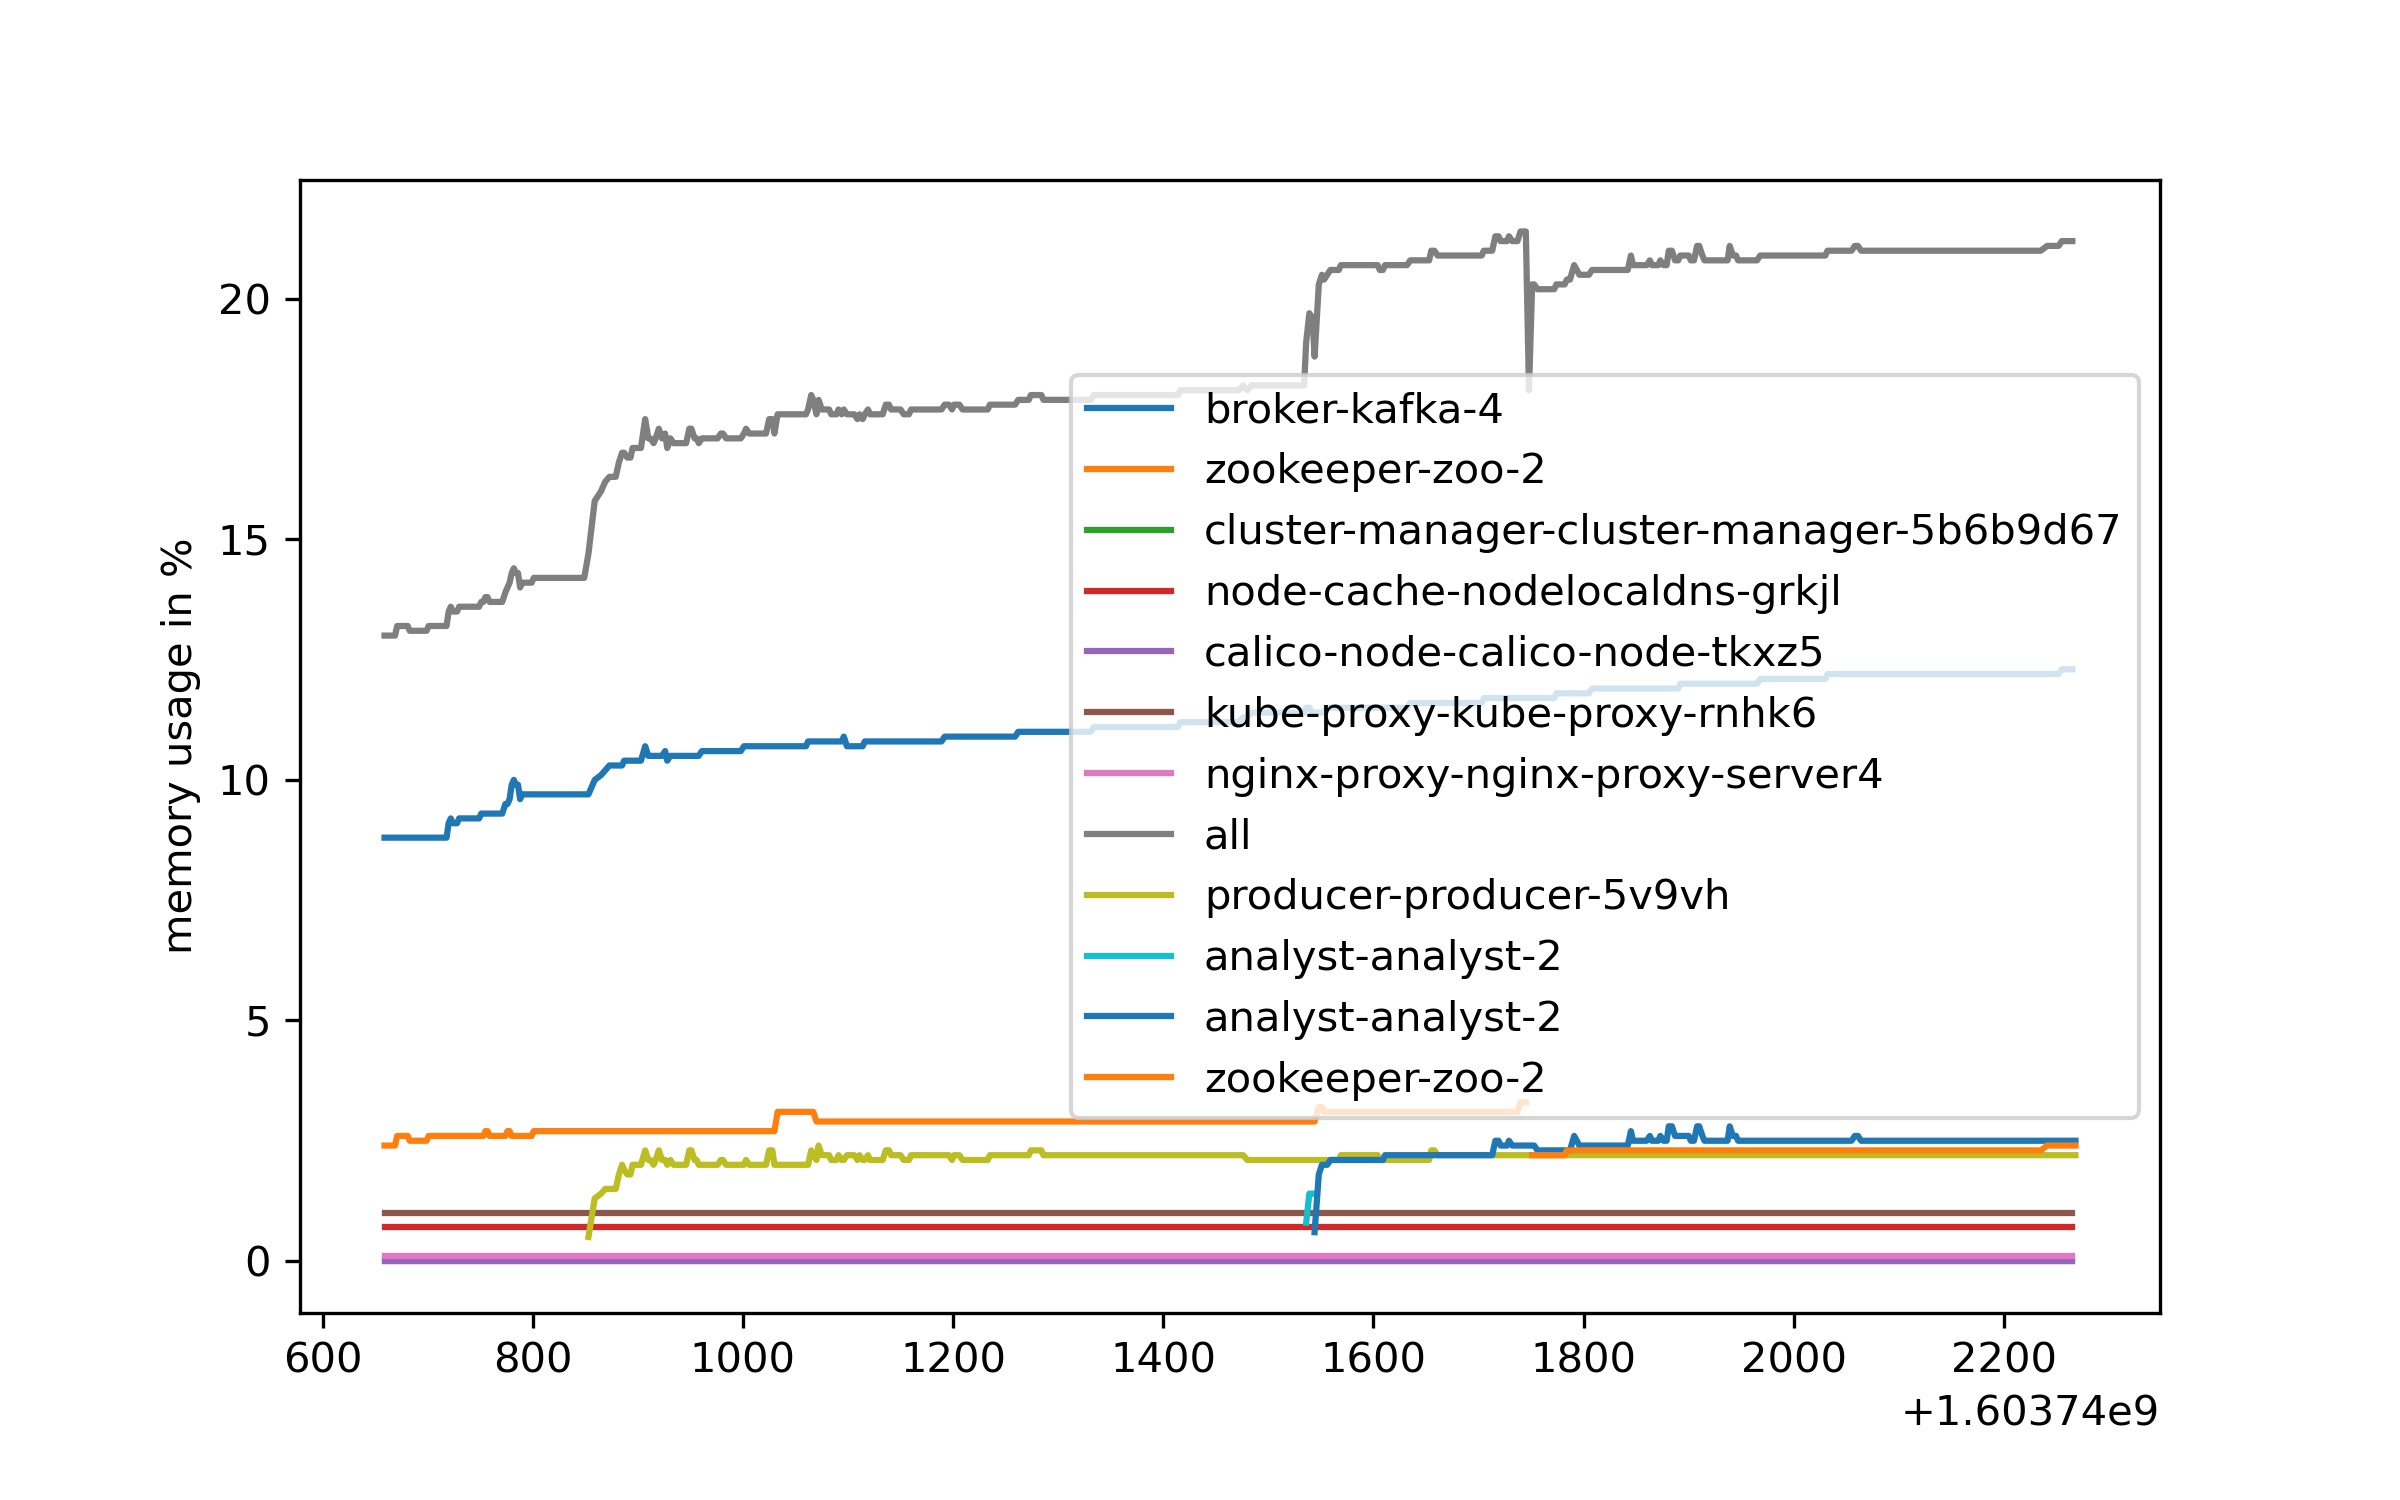 memory usage in %
20
15
10
5
0
broker-kafka-4
zookeeper-zoo-2
cluster-manager-cluster-manager-5b6b9d67
node-cache-nodelocaldns-grkjl
calico-node-calico-node-tkxz5
kube-proxy-kube-proxy-rnhk6
nginx-proxy-nginx-proxy-server4
all
producer-producer-5v9vh
analyst-analyst-2
analyst-analyst-2
zookeeper-zoo-2
600 800 1000 1200 1400 1600 1800 2000 2200
+1.60374e9